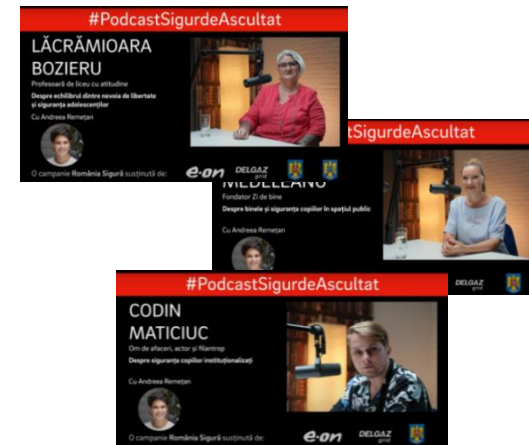 #PodcastSigurdeAscultat
LĂCRĂMIOARA
BOZIERU
Profesoară de liceu cu atitudine
Despre echilibrul dintre nevoia de libertate
și siguranța adolescenților
Cu Andreea Remețan
O campanie România Sigură susținută de:
e·on
DELGAZ
grid
tSigurdeAscultat
MEDELEANU
Fondator Zi de bine
Despre binele și siguranța copiilor în spațiul public
Cu Andreea Remețan
DELGAZ
grid
#PodcastSigurdeAscultat
CODIN
MATICIUC
Om de afaceri, actor și filantrop
Despre siguranța copiilor instituționalizați
Cu Andreea Remețan
O campanie România Sigură susținută de:
e·on
DELGAZ
grid